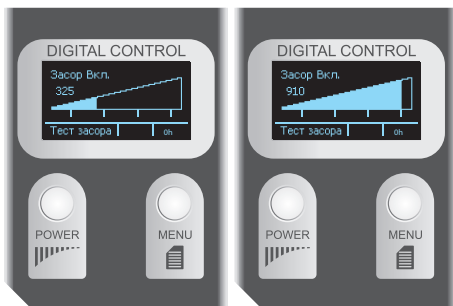 DIGITAL CONTROL
Засор Вкл.
325
Тест засора
0h
POWER
MENU
DIGITAL CONTROL
Засор Вкл.
910
Тест засора
0h
POWER
MENU